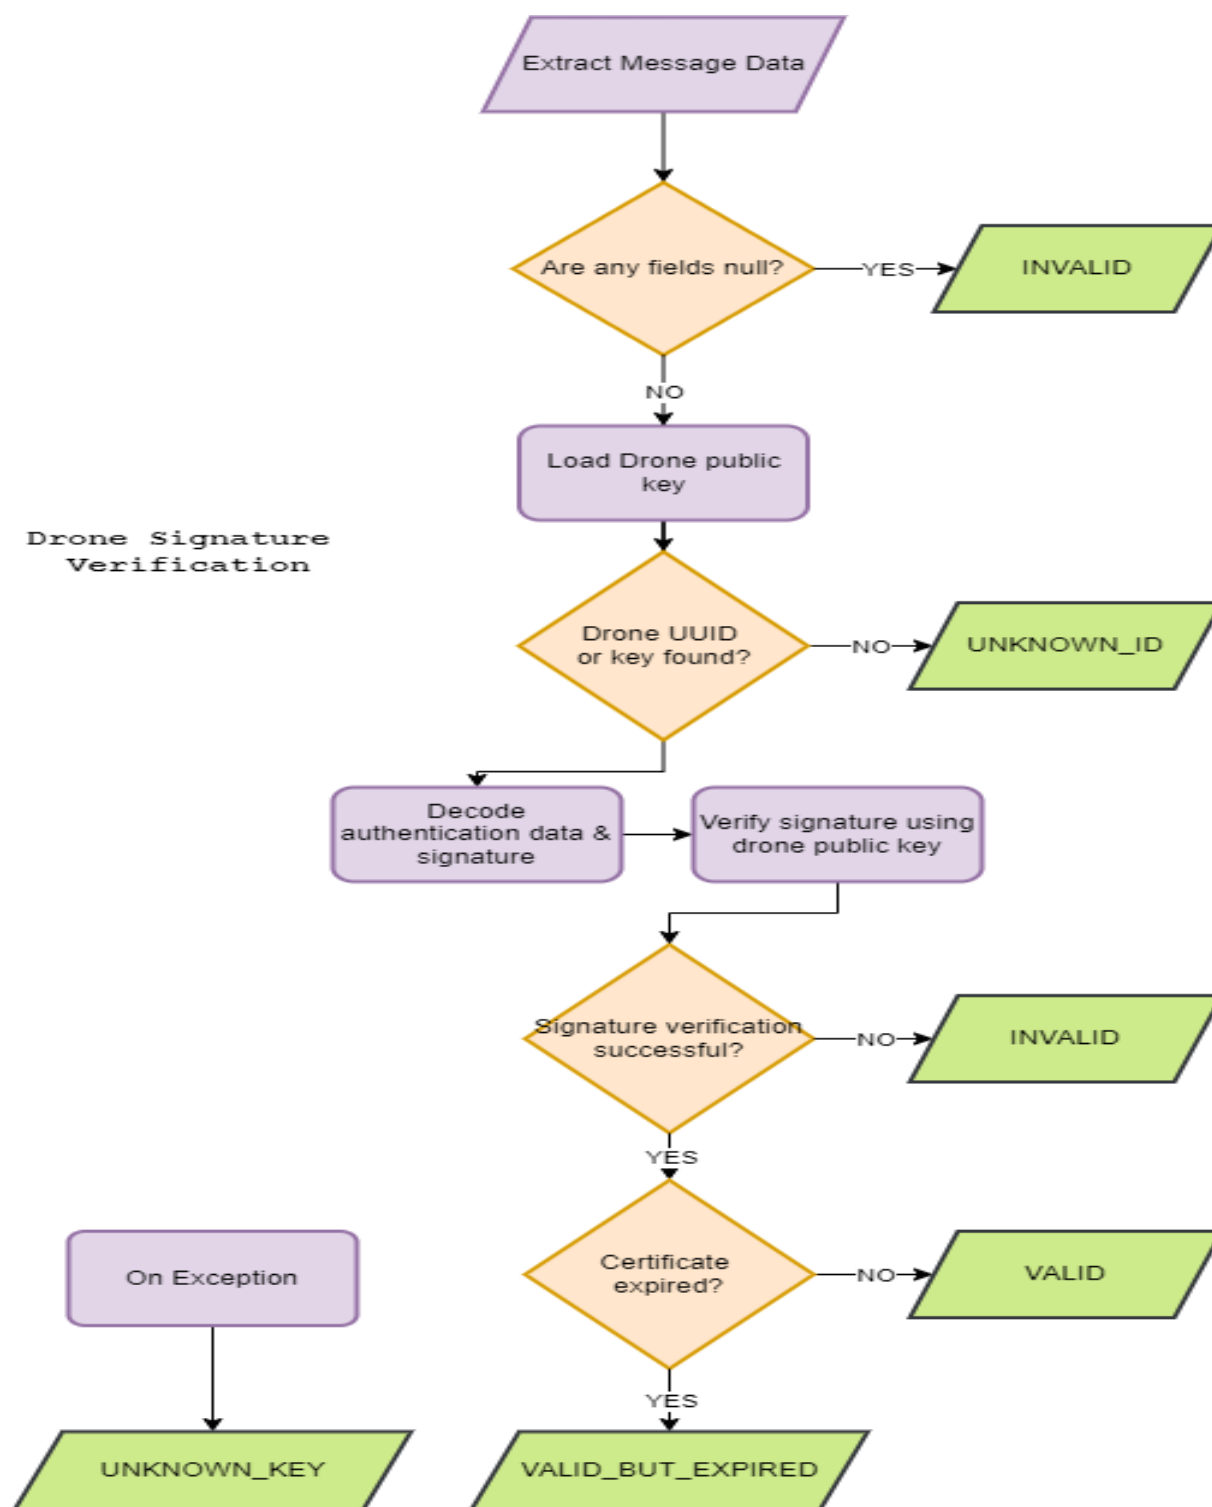 Extract Message Data
Are any fields null?
YES
INVALID
NO
Load Drone public
key
Drone Signature
Verification
Drone UUID
or key found?
NO
UNKNOWN_ID
Decode
authentication data &
signature
Verify signature using
drone public key
Signature verification
successful?
NO
INVALID
YES
Certificate
expired?
NO
VALID
On Exception
YES
UNKNOWN_KEY
VALID_BUT_EXPIRED